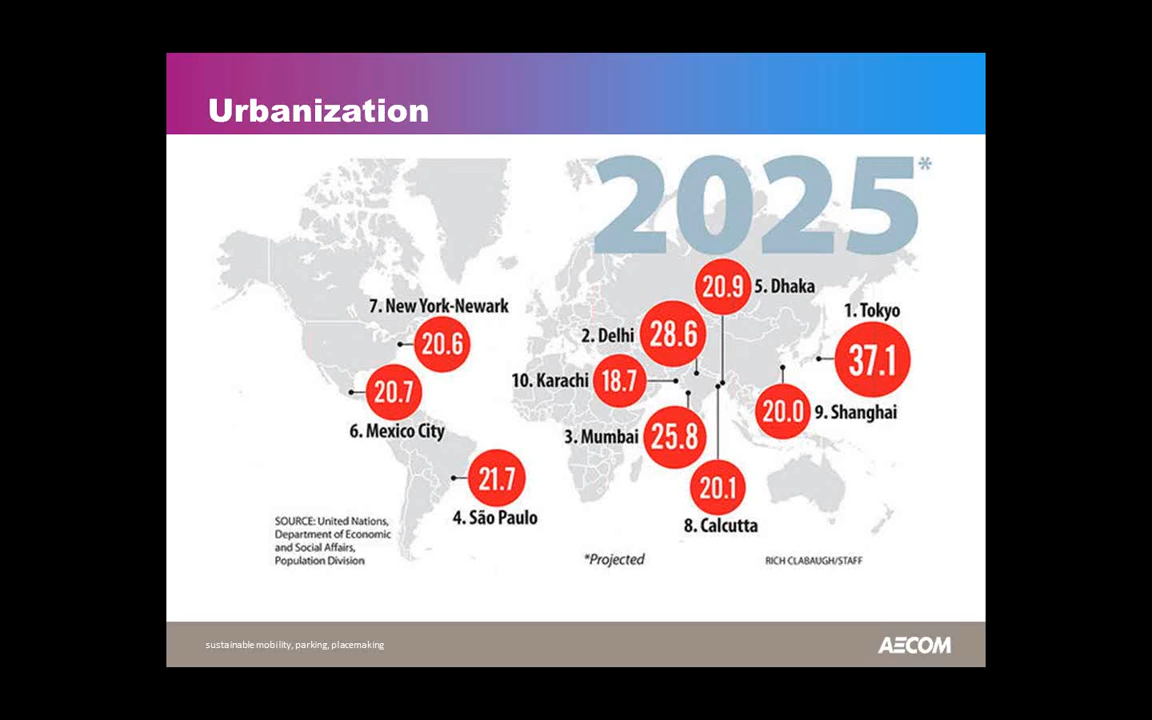 Urbanization
2025*
20.9 5. Dhaka
7. New York-Newark
20.6
1. Tokyo
37.1
2. Delhi 28.6
10. Karachi 18.7
20.7
6. Mexico City
20.0 9. Shanghai
3. Mumbai 25.8
21.7
4. São Paulo
20.1
8. Calcutta
SOURCE: United Nations,
Department of Economic
and Social Affairs,
Population Division
*Projected
RICH CLABAUGH/STAFF
sustainable mobility, parking, placemaking
AECOM